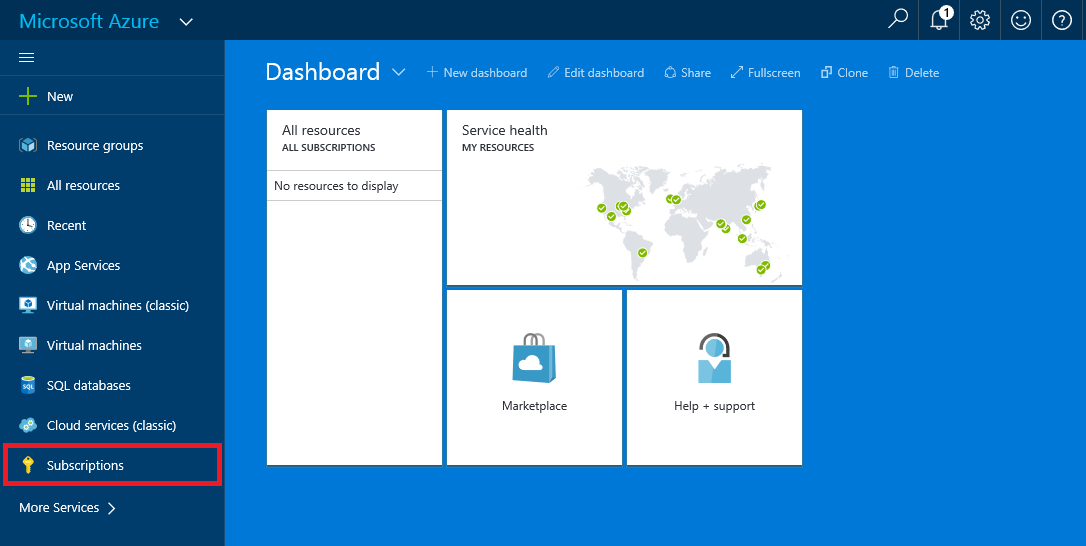 Microsoft Azure
1
New
Resource groups
All resources
Recent
App Services
Virtual machines (classic)
Virtual machines
SQL
SQL databases
Cloud services (classic)
Subscriptions
More Services
Dashboard
New dashboard
Edit dashboard
Share
Fullscreen
Clone
Delete
All resources
ALL SUBSCRIPTIONS
No resources to display
Service health
MY RESOURCES
Marketplace
Help + support